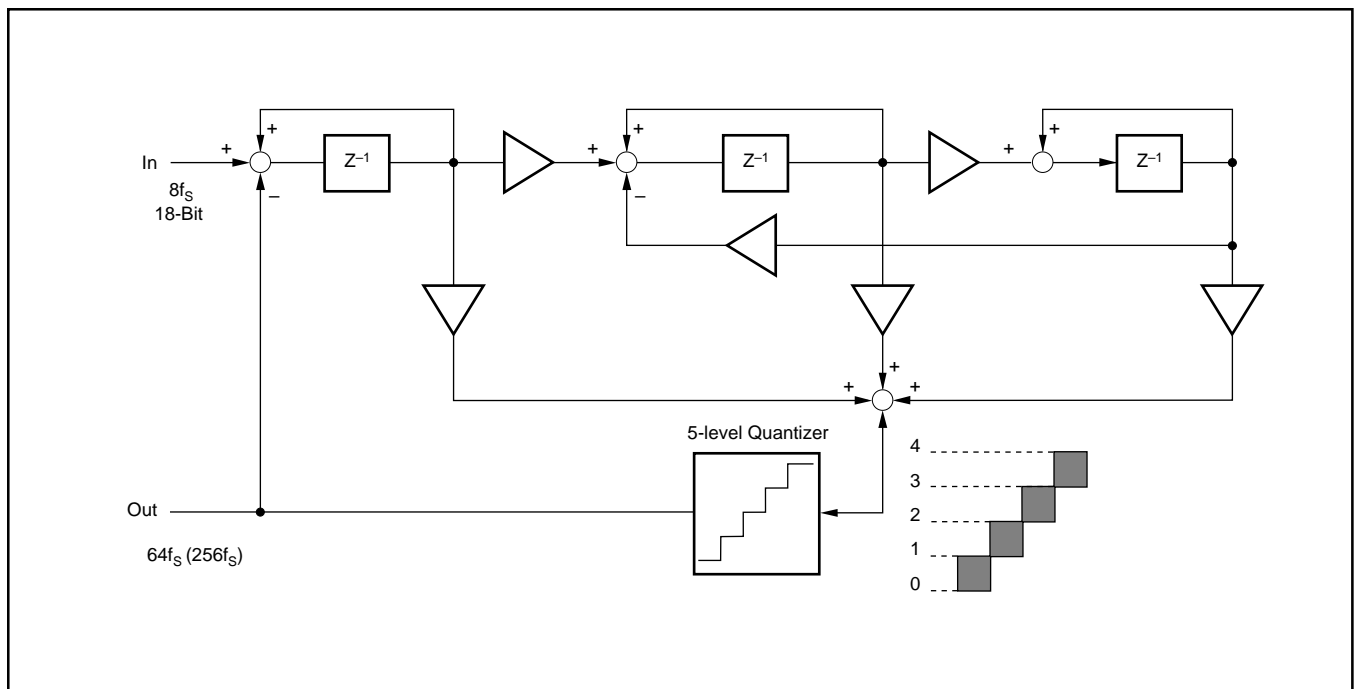 + + +
In + Z⁻¹ + Z⁻¹ + Z⁻¹
− −
8fS
18-Bit
+
+ +
5-level Quantizer
4
3
2
1
0
Out
64fS (256fS)